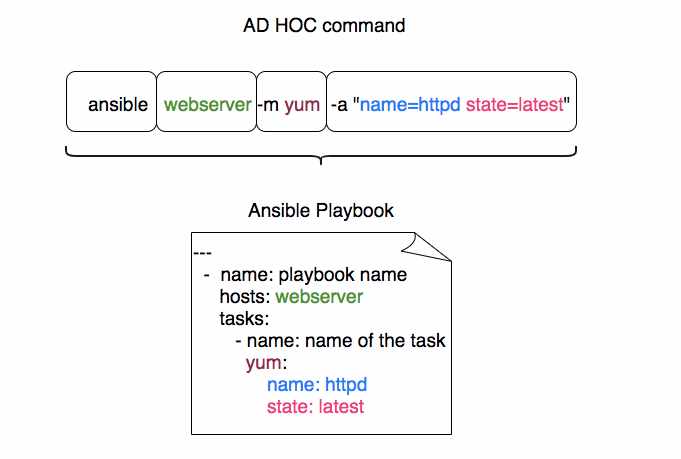 AD HOC command
ansible webserver -m yum -a "name=httpd state=latest"
Ansible Playbook
---
- name: playbook name
hosts: webserver
tasks:
- name: name of the task
yum:
name: httpd
state: latest